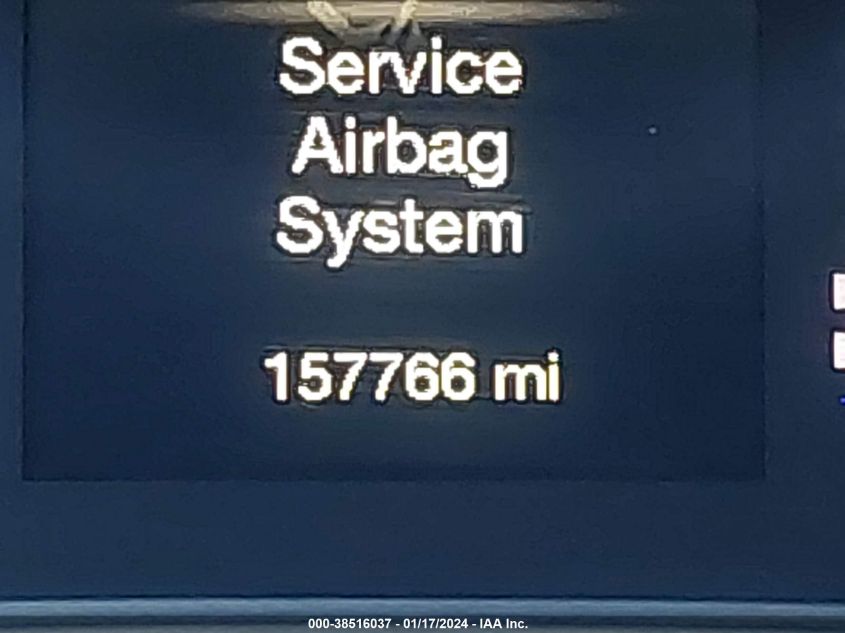 Service
Airbag
System
157766 mi
000-38516037 - 01/17/2024 - IAA Inc.